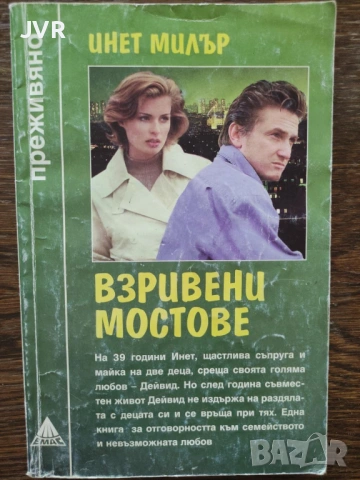 JVR
ИНЕТ МИЛЪР
преживяно
ВЗРИВЕНИ
МОСТОВЕ
На 39 години Инет, щастлива съпруга и
майка на две деца, среща своята голяма
любов – Дейвид. Но след година съвмес-
тен живот Дейвид не издържа на раздяла-
та с децата си и се връща при тях. Една
книга за отговорността към семейството
и невъзможната любов
ЕМАС
BAZAR
bg